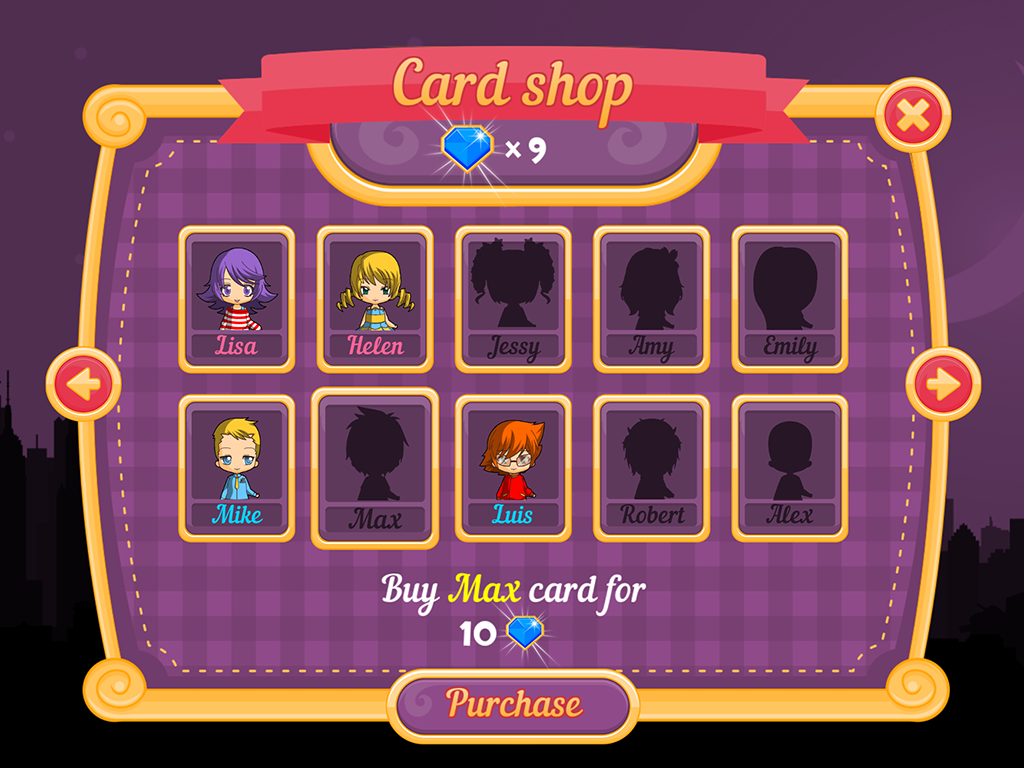 Card shop
× 9
Lisa Helen Jessy Amy Emily
Mike Max Luis Robert Alex
Buy Max card for
10
Purchase